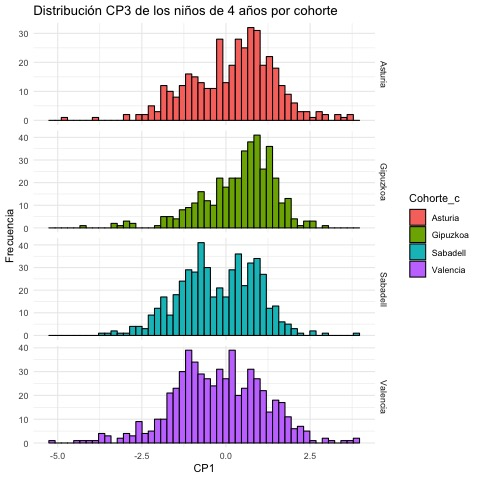 Distribución CP3 de los niños de 4 años por cohorte
Frecuencia
30
20
10
0
Asturia
40
30
20
10
0
Gipuzkoa
40
30
20
10
0
Sabadell
40
30
20
10
0
Valencia
-5.0
-2.5
0.0
2.5
CP1
Cohorte_c
Asturia
Gipuzkoa
Sabadell
Valencia